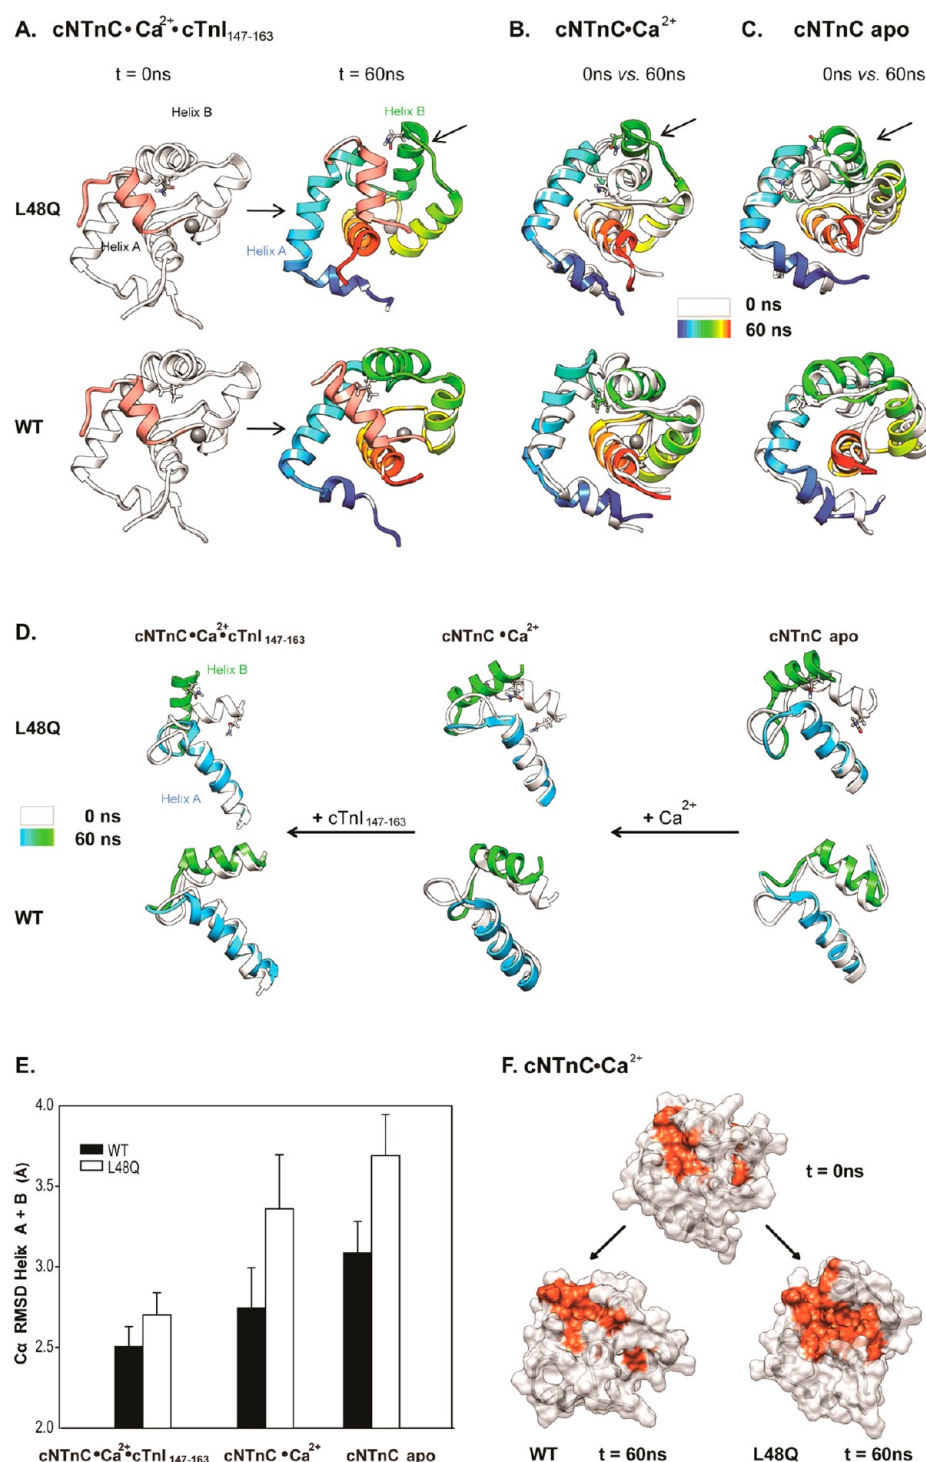 A. cNTnC•Ca²⁺•cTnI₁₄₇₋₁₆₃
t = 0ns
t = 60ns
Helix B
Helix B
L48Q
Helix A
Helix A
WT
B. cNTnC•Ca²⁺
0ns vs. 60ns
C. cNTnC apo
0ns vs. 60ns
0 ns
60 ns
D.
cNTnC•Ca²⁺•cTnI₁₄₇₋₁₆₃
cNTnC •Ca²⁺
cNTnC apo
Helix B
L48Q
Helix A
0 ns
60 ns
+ cTnI₁₄₇₋₁₆₃
+ Ca²⁺
WT
E.
4.0
3.5
3.0
2.5
2.0
Cα RMSD Helix A + B (Å)
WT
L48Q
cNTnC•Ca²⁺•cTnI₁₄₇₋₁₆₃
cNTnC •Ca²⁺
cNTnC apo
F. cNTnC•Ca²⁺
t = 0ns
WT t = 60ns
L48Q t = 60ns